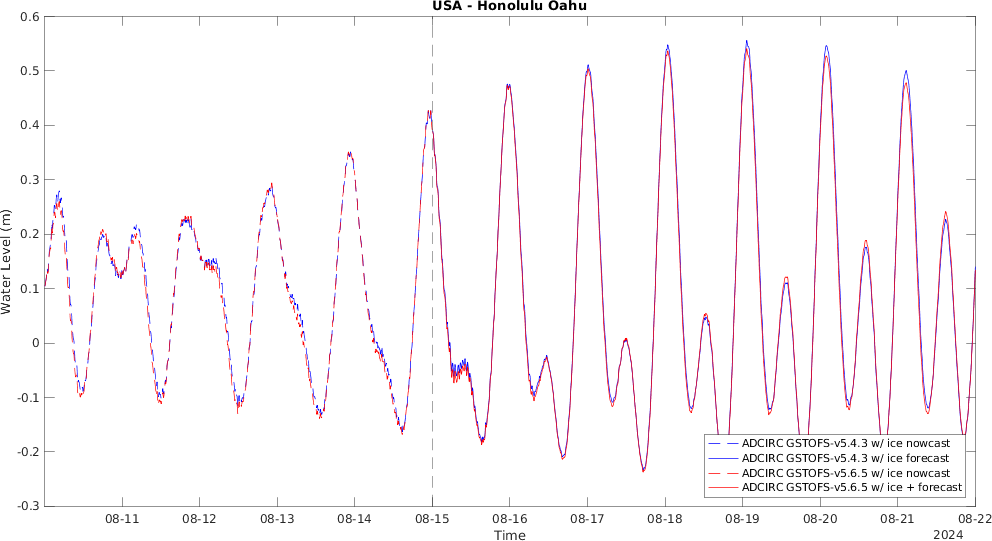 USA - Honolulu Oahu
0.6
0.5
0.4
0.3
0.2
0.1
0
-0.1
-0.2
-0.3
Water Level (m)
ADCIRC GSTOFS-v5.4.3 w/ ice nowcast
ADCIRC GSTOFS-v5.4.3 w/ ice forecast
ADCIRC GSTOFS-v5.6.5 w/ ice nowcast
ADCIRC GSTOFS-v5.6.5 w/ ice + forecast
08-11 08-12 08-13 08-14 08-15 08-16 08-17 08-18 08-19 08-20 08-21 08-22
Time
2024